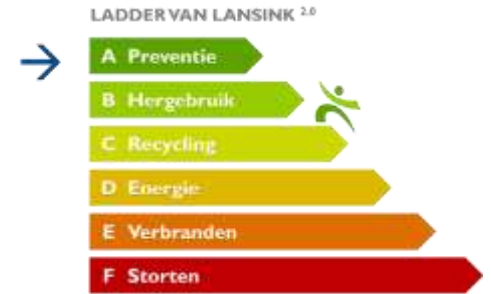 LADDER VAN LANSINK 2.0
A Preventie
B Hergebruik
C Recycling
D Energie
E Verbranden
F Storten